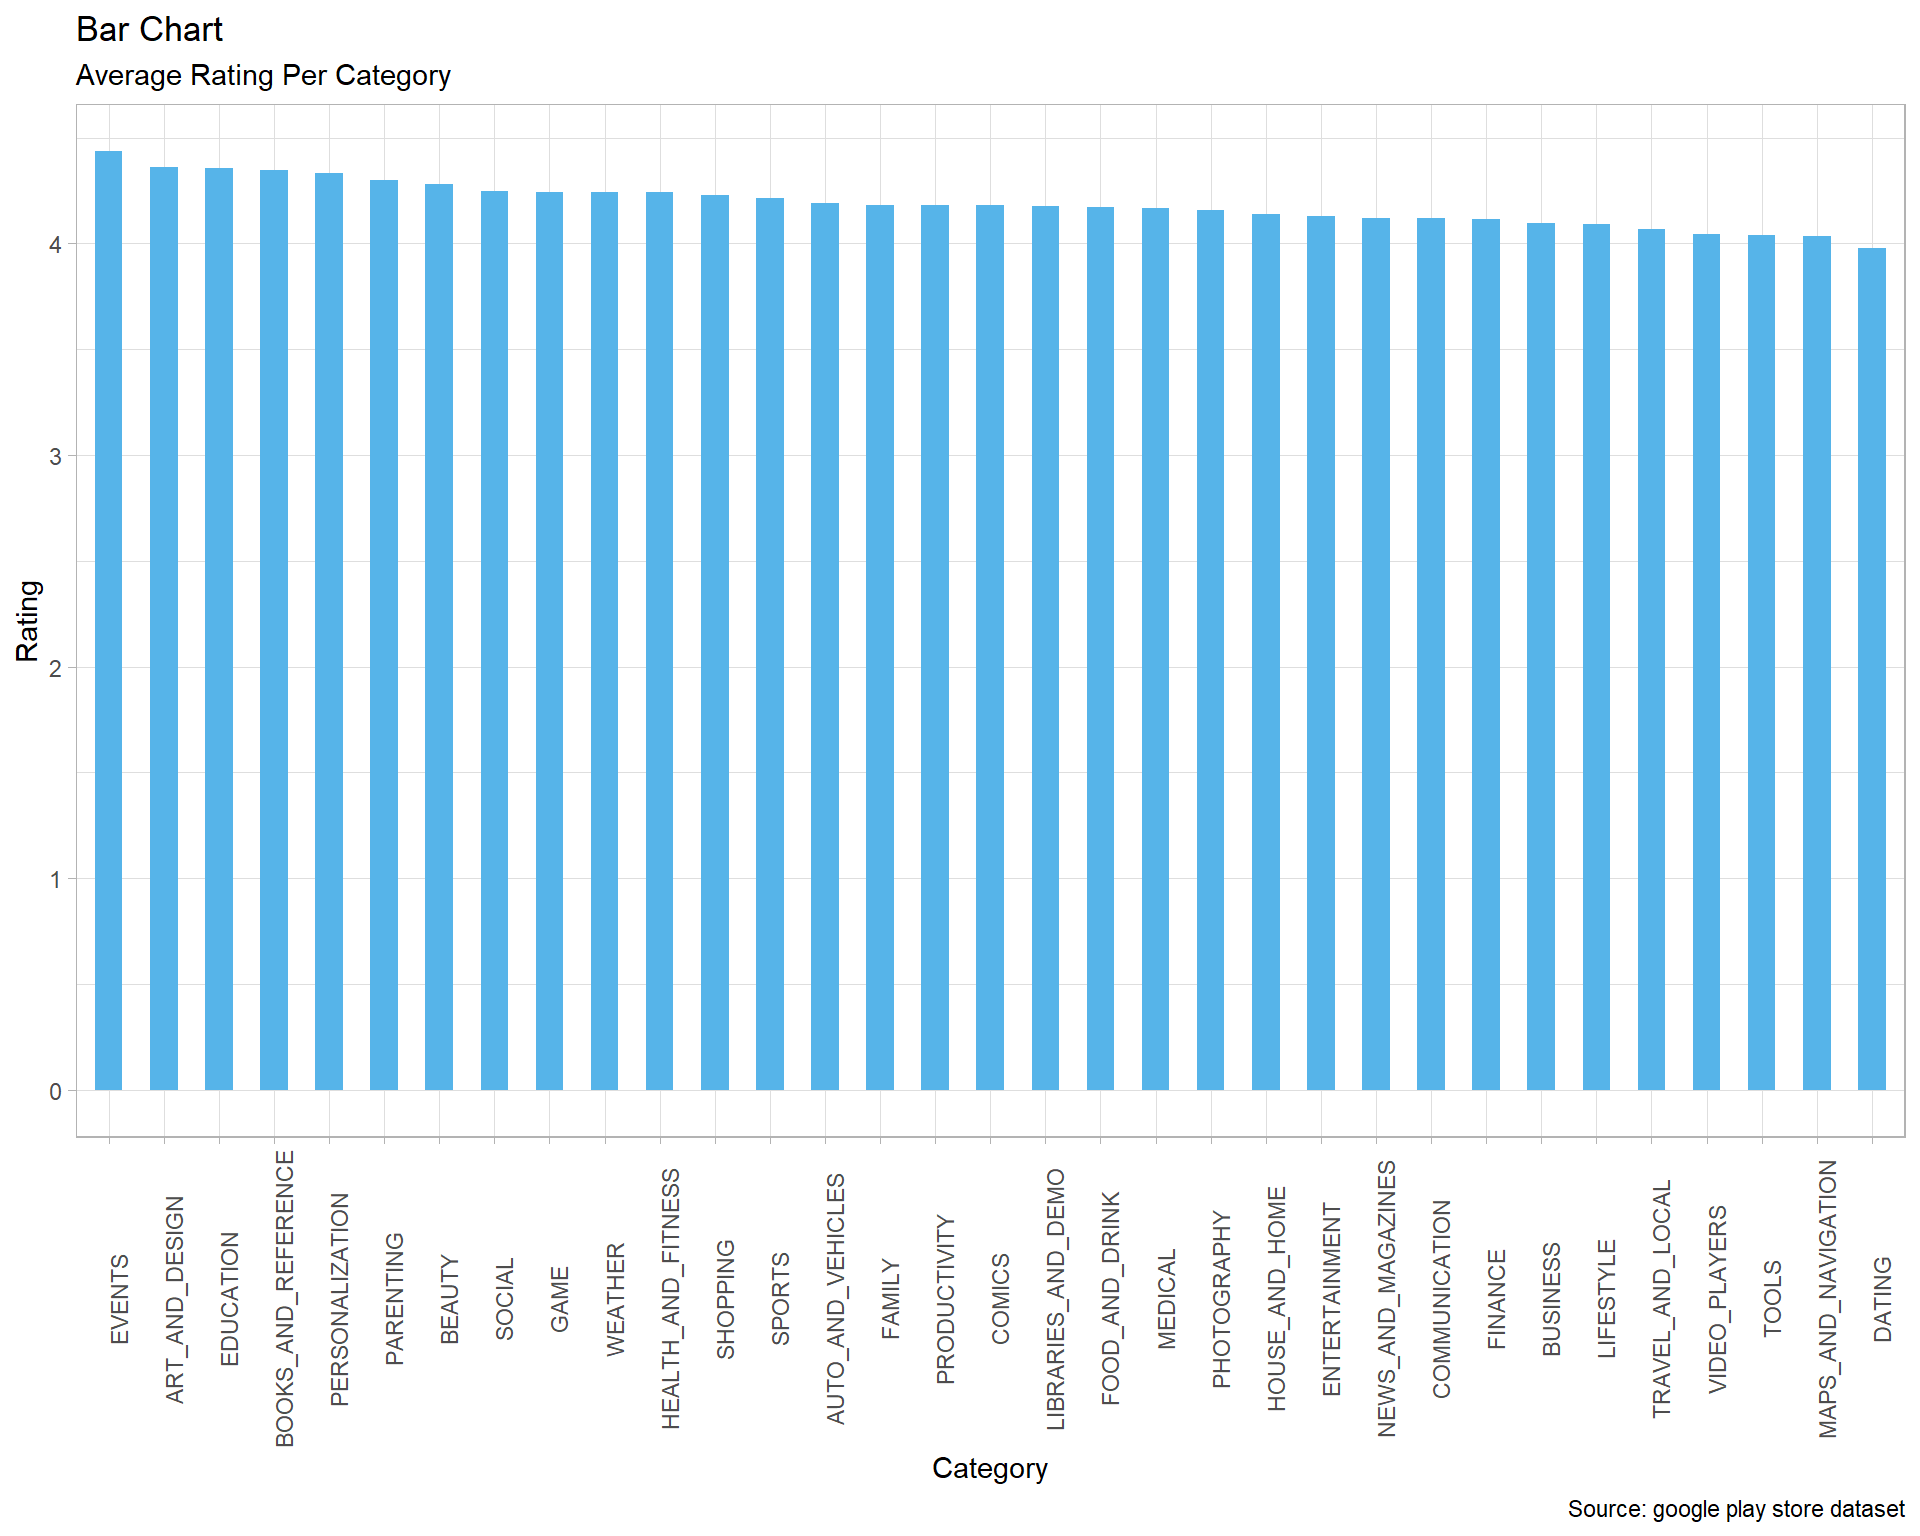 Bar Chart
Average Rating Per Category
Rating
4
3
2
1
0
EVENTS
ART_AND_DESIGN
EDUCATION
BOOKS_AND_REFERENCE
PERSONALIZATION
PARENTING
BEAUTY
SOCIAL
GAME
WEATHER
HEALTH_AND_FITNESS
SHOPPING
SPORTS
AUTO_AND_VEHICLES
FAMILY
PRODUCTIVITY
COMICS
LIBRARIES_AND_DEMO
FOOD_AND_DRINK
MEDICAL
PHOTOGRAPHY
HOUSE_AND_HOME
ENTERTAINMENT
NEWS_AND_MAGAZINES
COMMUNICATION
FINANCE
BUSINESS
LIFESTYLE
TRAVEL_AND_LOCAL
VIDEO_PLAYERS
TOOLS
MAPS_AND_NAVIGATION
DATING
Category
Source: google play store dataset